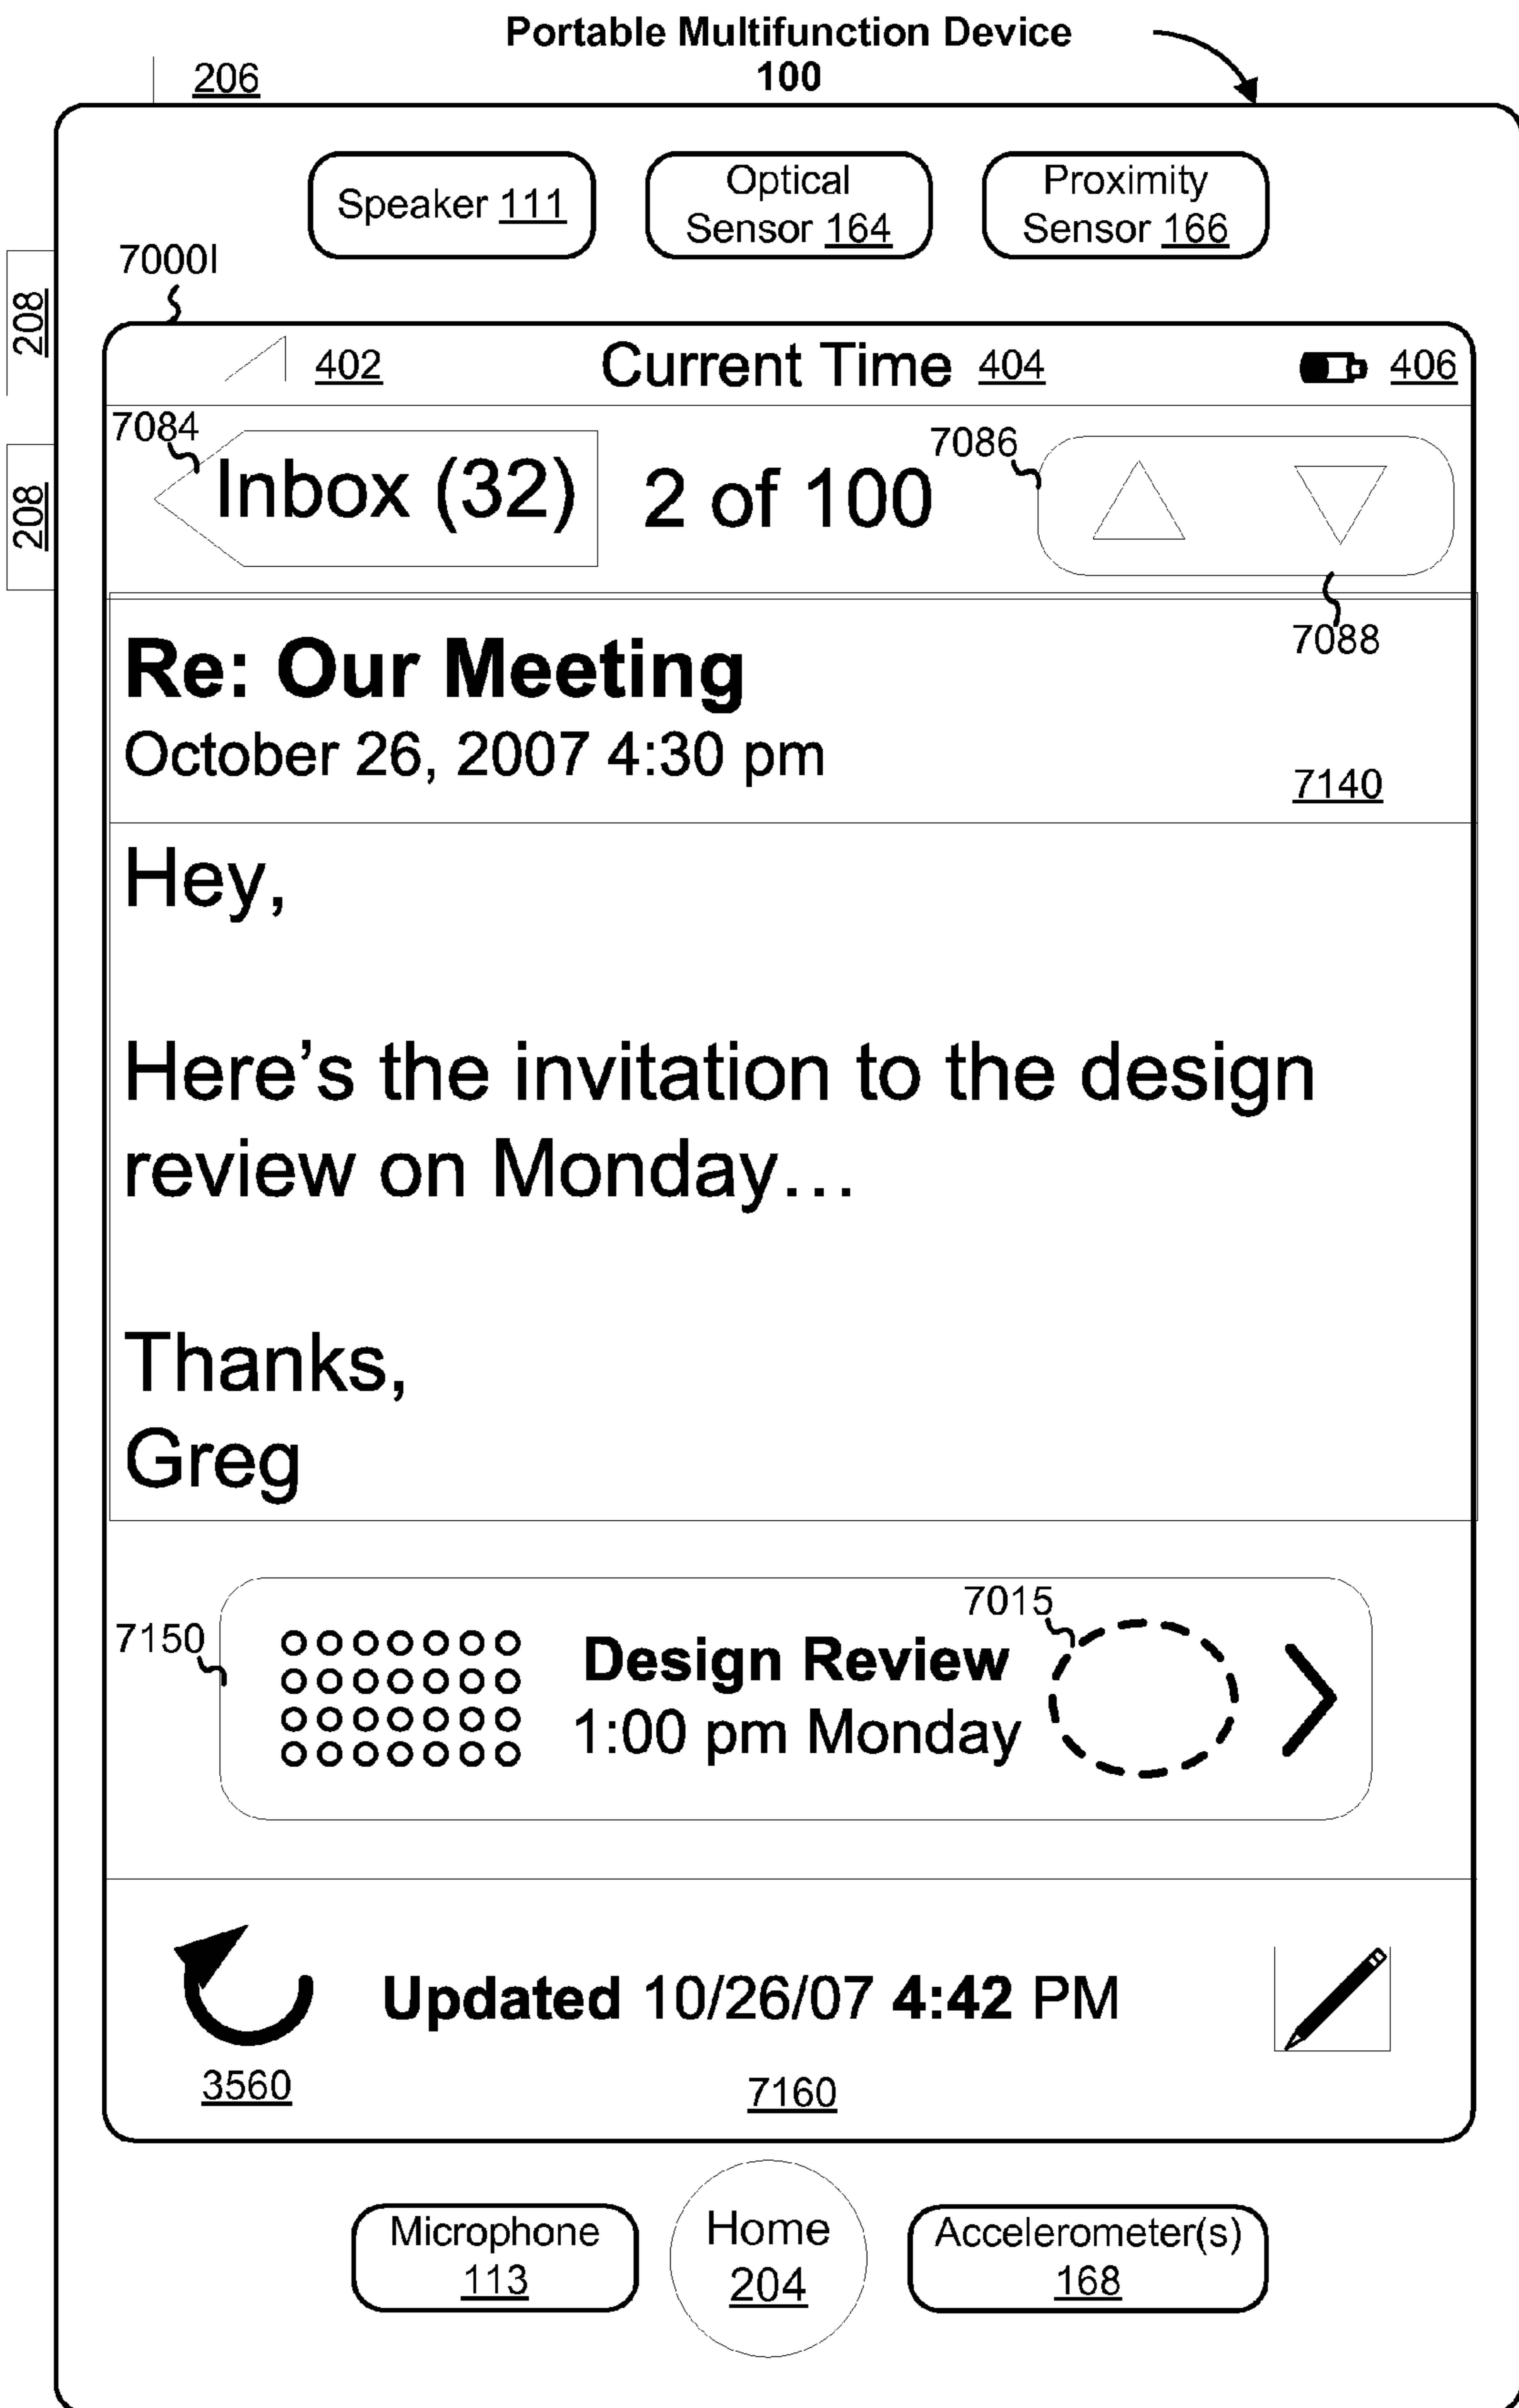 Portable Multifunction Device
100
206
Speaker 111
Optical
Sensor 164
Proximity
Sensor 166
7000I
208
402
Current Time 404
406
7084
Inbox (32)
2 of 100
7086
208
7088
Re: Our Meeting
October 26, 2007 4:30 pm
7140
Hey,
Here’s the invitation to the design
review on Monday…
Thanks,
Greg
7150
7015
Design Review
1:00 pm Monday
Updated 10/26/07 4:42 PM
3560
7160
Microphone
113
Home
204
Accelerometer(s)
168